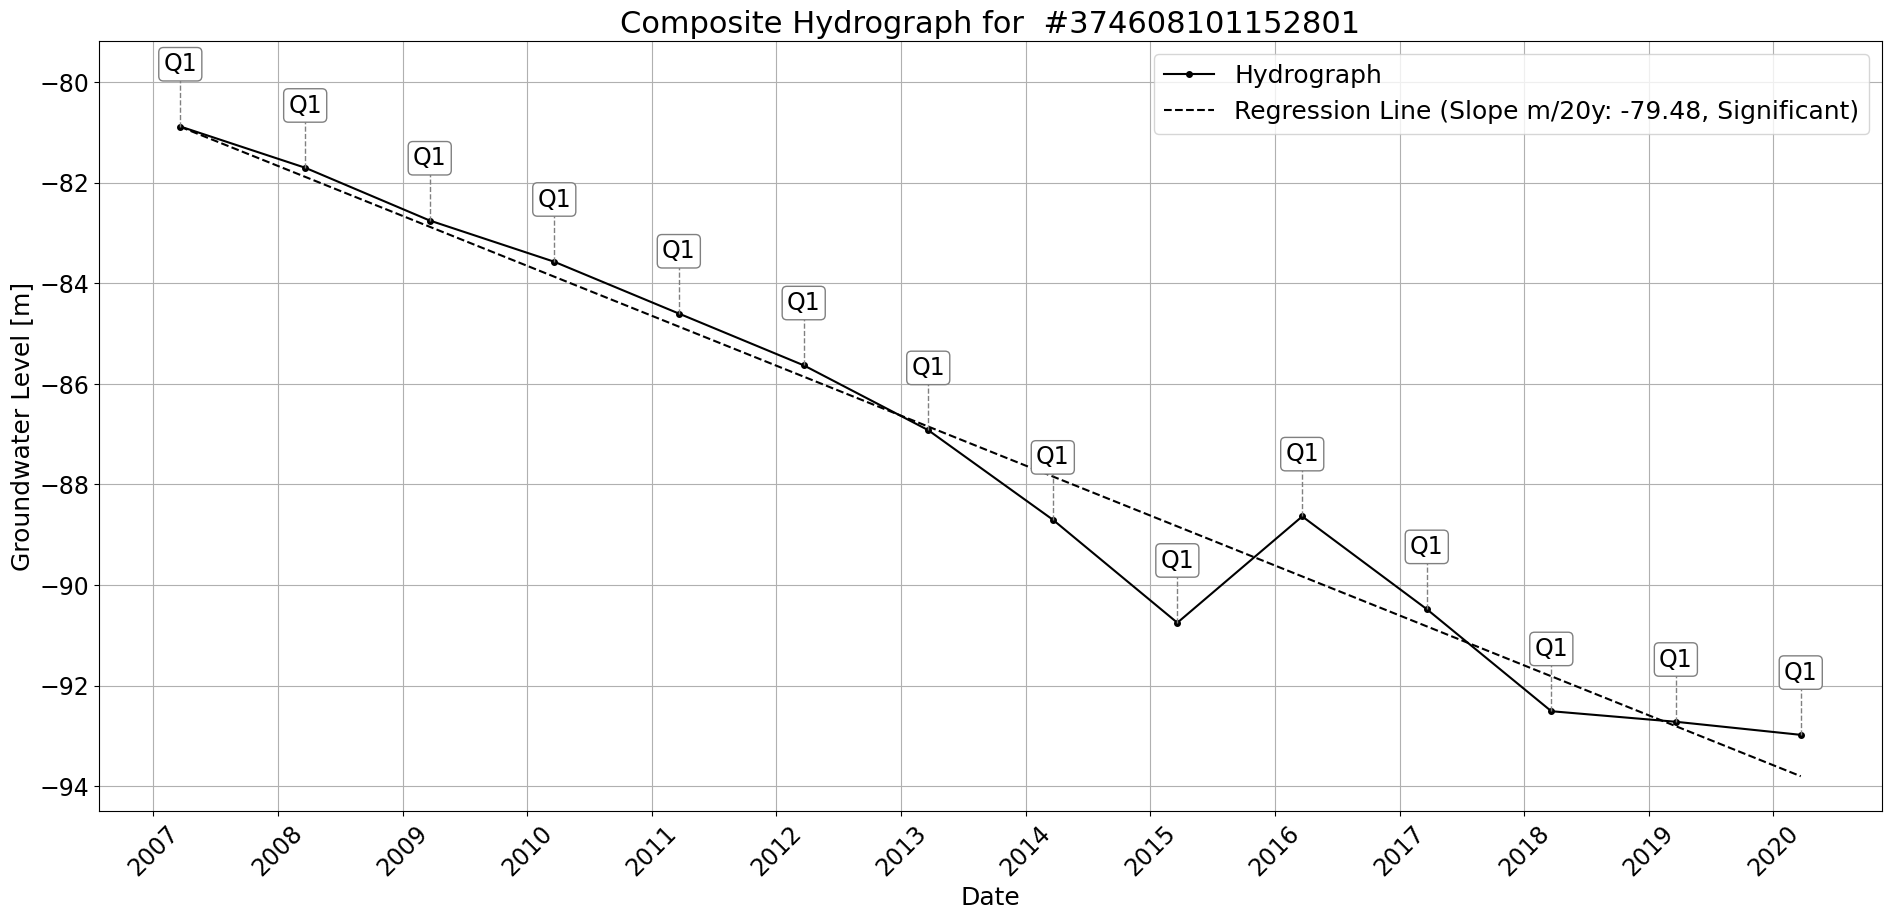 Composite Hydrograph for  #374608101152801
Hydrograph
Regression Line (Slope m/20y: -79.48, Significant)
Groundwater Level [m]
−80
−82
−84
−86
−88
−90
−92
−94
Q1
Q1
Q1
Q1
Q1
Q1
Q1
Q1
Q1
Q1
Q1
Q1
Q1
Q1
2007
2008
2009
2010
2011
2012
2013
2014
2015
2016
2017
2018
2019
2020
Date